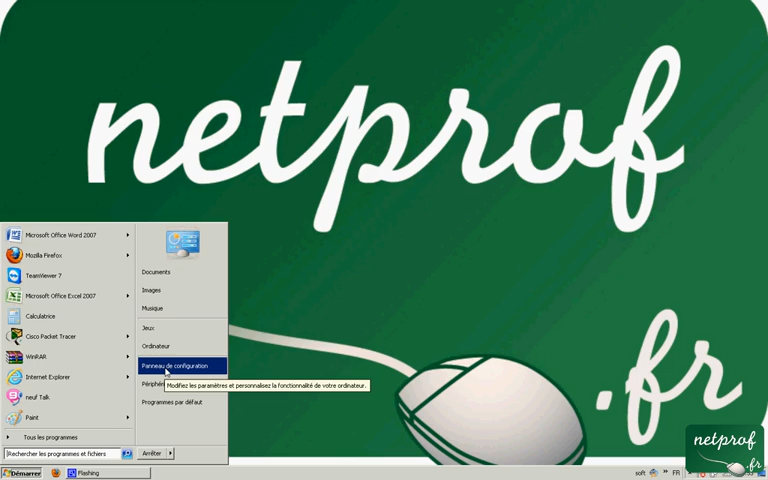 netprof
.fr
Microsoft Office Word 2007
Mozilla Firefox
TeamViewer 7
Microsoft Office Excel 2007
Calculatrice
Cisco Packet Tracer
WinRAR
Internet Explorer
neuf Talk
Paint
Tous les programmes
Rechercher les programmes et fichiers
Documents
Images
Musique
Jeux
Ordinateur
Panneau de configuration
Modifiez les paramètres et personnalisez la fonctionnalité de votre ordinateur.
Programmes par défaut
Arrêter
Démarrer
Flashing
soft
FR
netprof
.fr